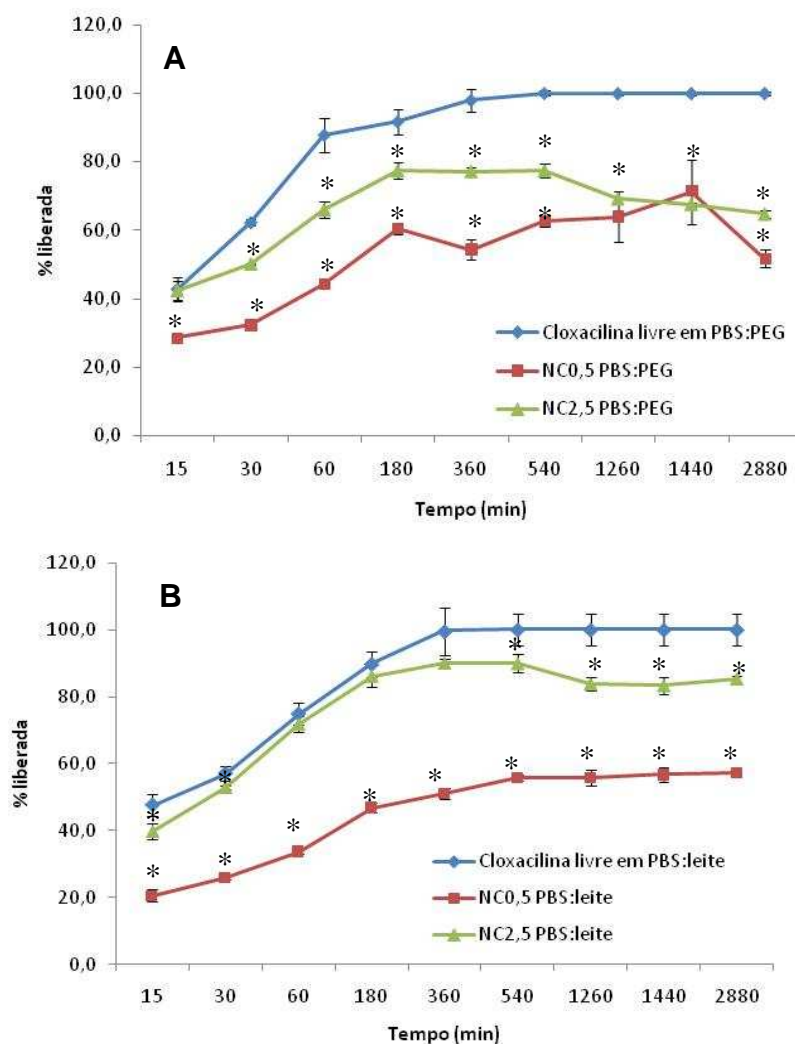 A
120,0
100,0
80,0
60,0
40,0
20,0
0,0
% liberada
* * * * * * * *
* * * * * * * *
Cloxacilina livre em PBS:PEG
NC0,5 PBS:PEG
NC2,5 PBS:PEG
15 30 60 180 360 540 1260 1440 2880
Tempo (min)
B
120,0
100,0
80,0
60,0
40,0
20,0
0,0
% liberada
* * * * * *
* * * * * * * * *
Cloxacilina livre em PBS:leite
NC0,5 PBS:leite
NC2,5 PBS:leite
15 30 60 180 360 540 1260 1440 2880
Tempo (min)